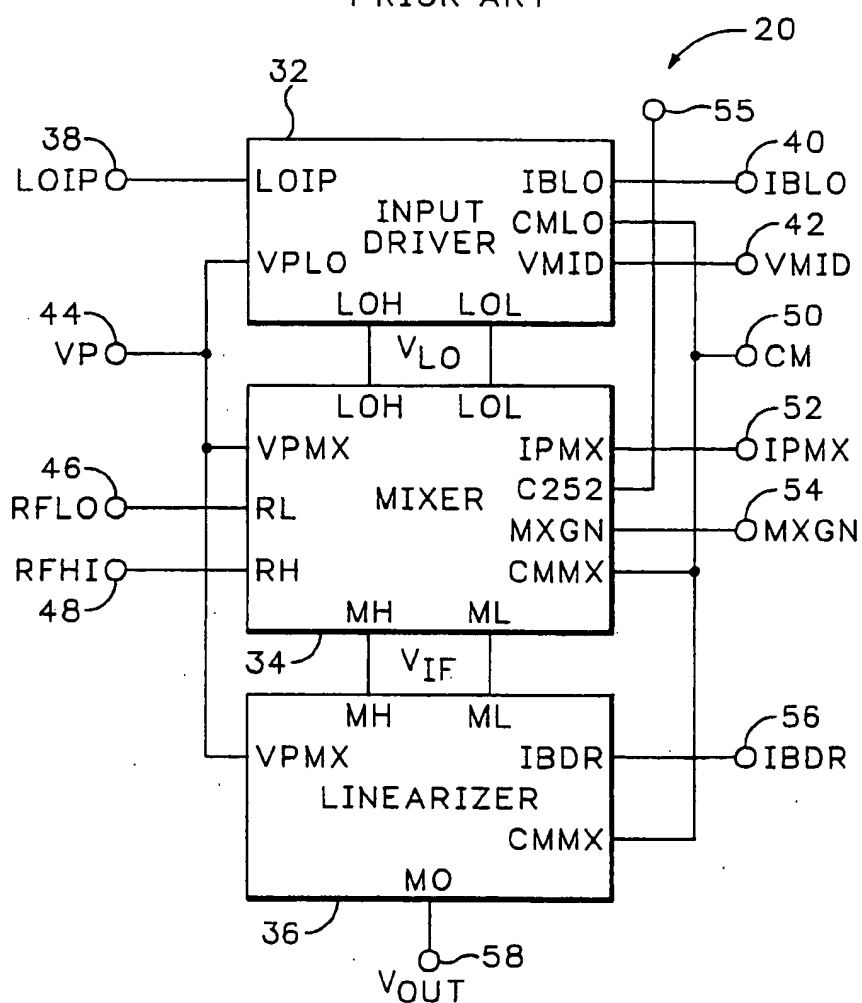 PRIOR ART
20
32
55
38
LOIP
LOIP
IBLO
40
IBLO
INPUT
DRIVER
CMLO
42
VPLO
VMID
VMID
LOH LOL
44
VP
VLO
50
CM
LOH LOL
VPMX
IPMX
52
IPMX
46
RFLO
RL
MIXER
C252
54
MXGN
MXGN
RFHI
48
RH
CMMX
MH ML
34
VIF
MH ML
VPMX
IBDR
56
IBDR
LINEARIZER
CMMX
MO
36
58
VOUT